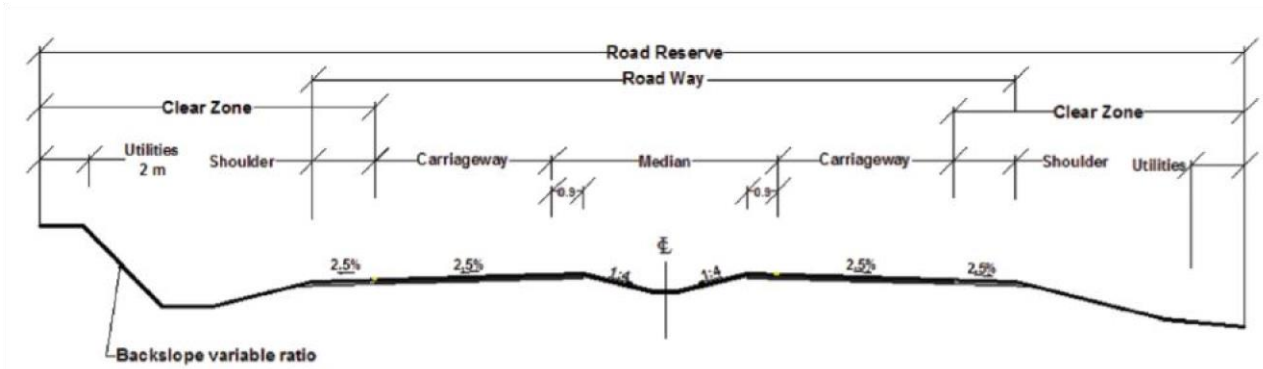 Road Reserve
Road Way
Clear Zone
Clear Zone
Utilities
2 m
Shoulder
Carriageway
Median
Carriageway
Shoulder
Utilities
0.9
0.9
℄
2.5%
2.5%
1:4
1:4
2.5%
2.5%
Backslope variable ratio